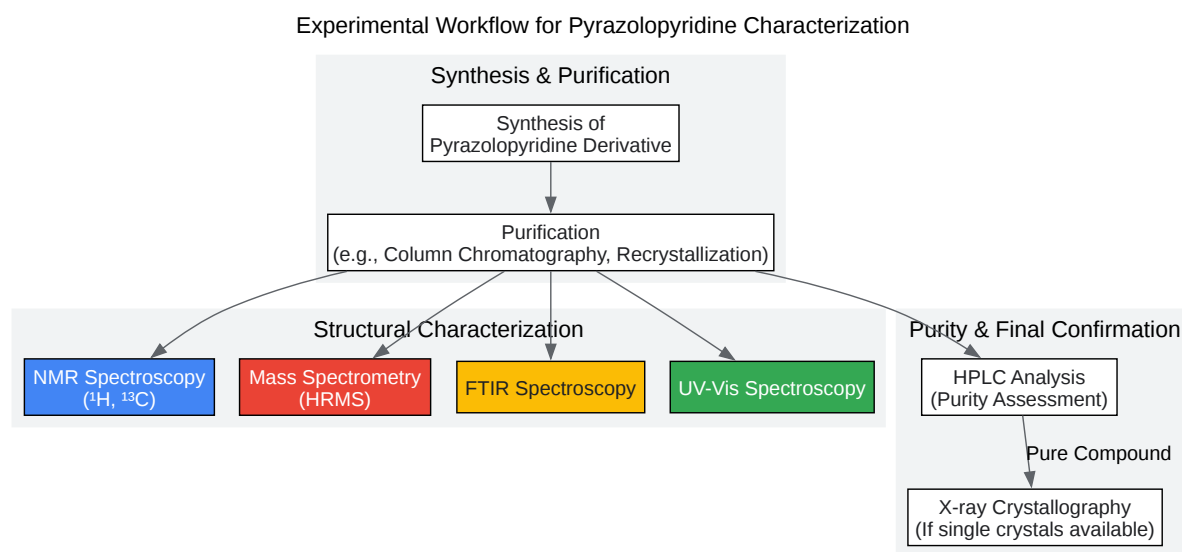 Experimental Workflow for Pyrazolopyridine Characterization
Synthesis & Purification
Synthesis of
Pyrazolopyridine Derivative
Purification
(e.g., Column Chromatography, Recrystallization)
Structural Characterization
NMR Spectroscopy
(¹H, ¹³C)
Mass Spectrometry
(HRMS)
FTIR Spectroscopy
UV-Vis Spectroscopy
Purity & Final Confirmation
HPLC Analysis
(Purity Assessment)
Pure Compound
X-ray Crystallography
(If single crystals available)